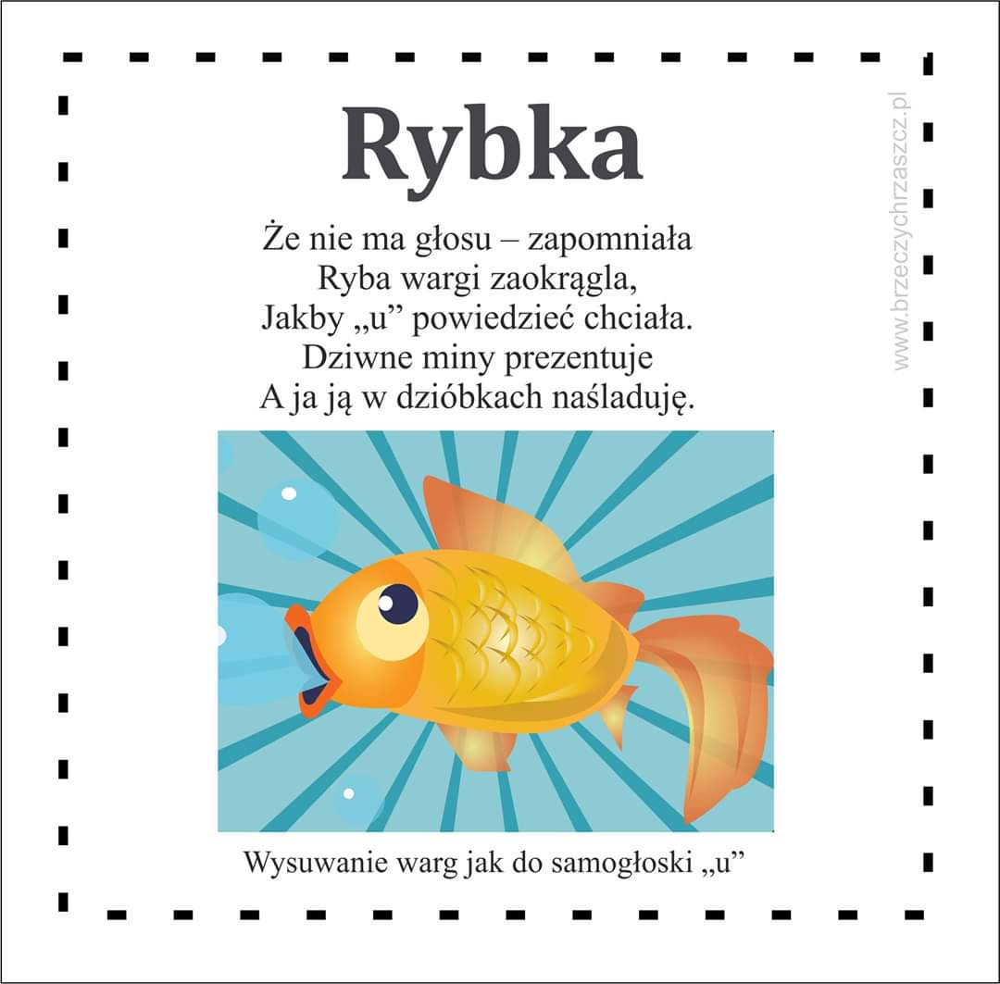 Rybka
Że nie ma głosu – zapomniała
Ryba wargi zaokrągla,
Jakby „u” powiedzieć chciała.
Dziwne miny prezentuje
A ja ją w dzióbkach naśladuję.
Wysuwanie warg jak do samogłoski „u”
www.brzeczychrzaszcz.pl